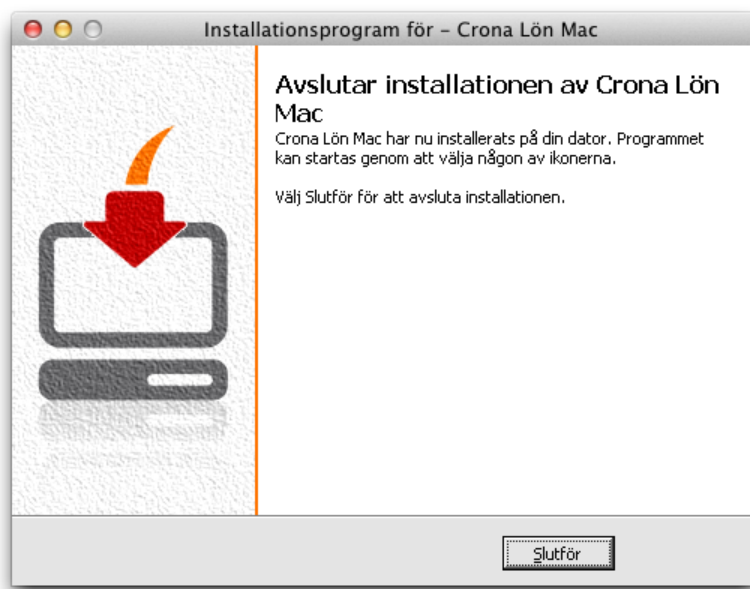 Installationsprogram för – Crona Lön Mac
Avslutar installationen av Crona Lön
Mac
Crona Lön Mac har nu installerats på din dator. Programmet
kan startas genom att välja någon av ikonerna.
Välj Slutför för att avsluta installationen.
Slutför